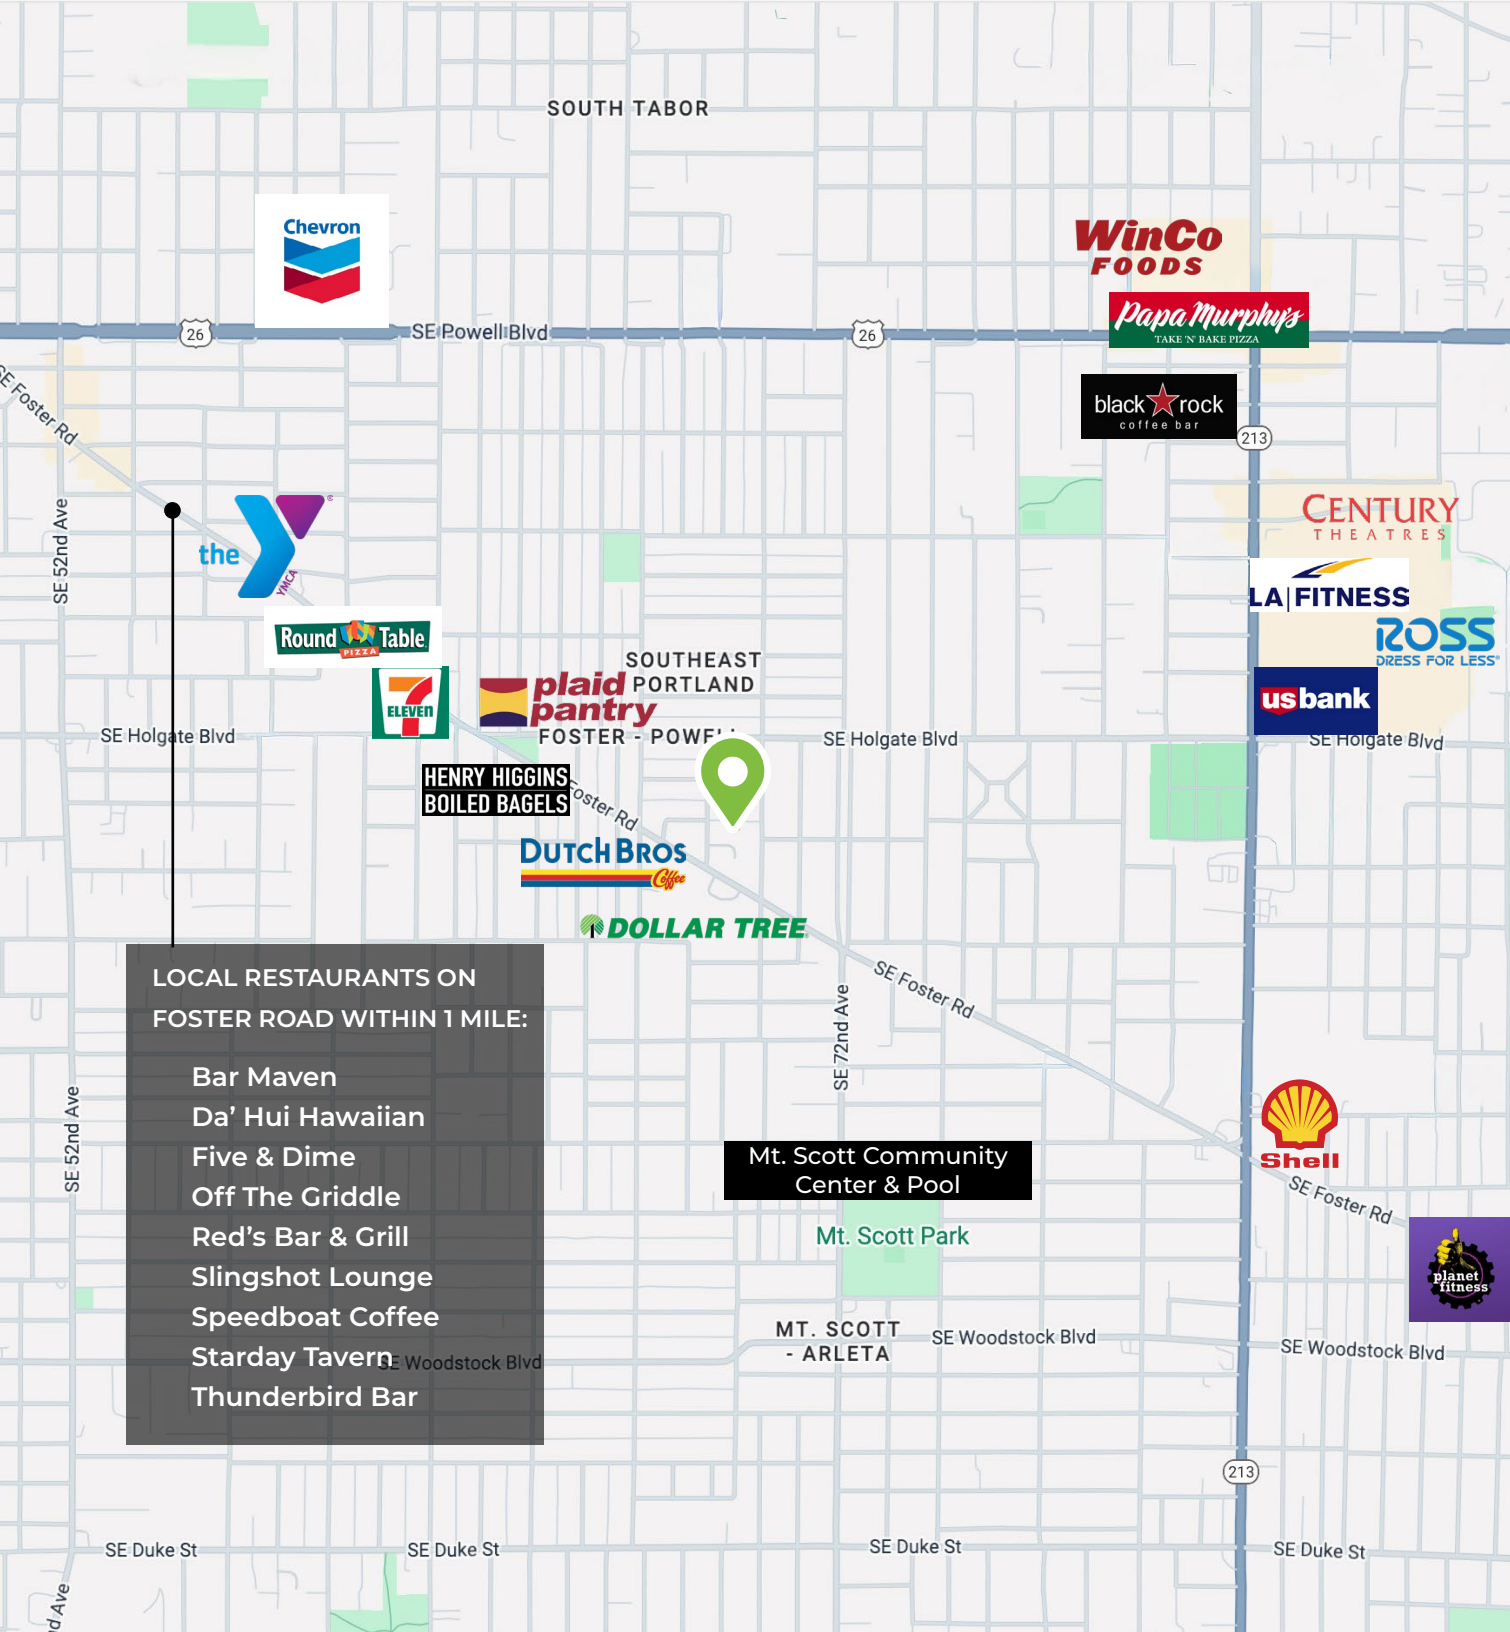 SOUTH TABOR
Chevron
WinCo
FOODS
Papa Murphy's
TAKE 'N' BAKE PIZZA
26
SE Powell Blvd
26
SE Foster Rd
black rock
coffee bar
213
SE 52nd Ave
the
YMCA
CENTURY
THEATRES
LA|FITNESS
Round Table
PIZZA
ROSS
DRESS FOR LESS
SOUTHEAST
PORTLAND
plaid
pantry
7
ELEVEN
usbank
SE Holgate Blvd
FOSTER - POWELL
SE Holgate Blvd
SE Holgate Blvd
HENRY HIGGINS
BOILED BAGELS
Foster Rd
DUTCH BROS
Coffee
DOLLAR TREE
SE Foster Rd
SE 72nd Ave
LOCAL RESTAURANTS ON
FOSTER ROAD WITHIN 1 MILE:
Bar Maven
Da’ Hui Hawaiian
Five & Dime
Off The Griddle
Red’s Bar & Grill
Slingshot Lounge
Speedboat Coffee
Starday Tavern
Thunderbird Bar
SE 52nd Ave
SE Woodstock Blvd
Mt. Scott Community
Center & Pool
Mt. Scott Park
Shell
SE Foster Rd
planet
fitness
MT. SCOTT
- ARLETA
SE Woodstock Blvd
SE Woodstock Blvd
213
SE Duke St
SE Duke St
SE Duke St
SE Duke St
d Ave